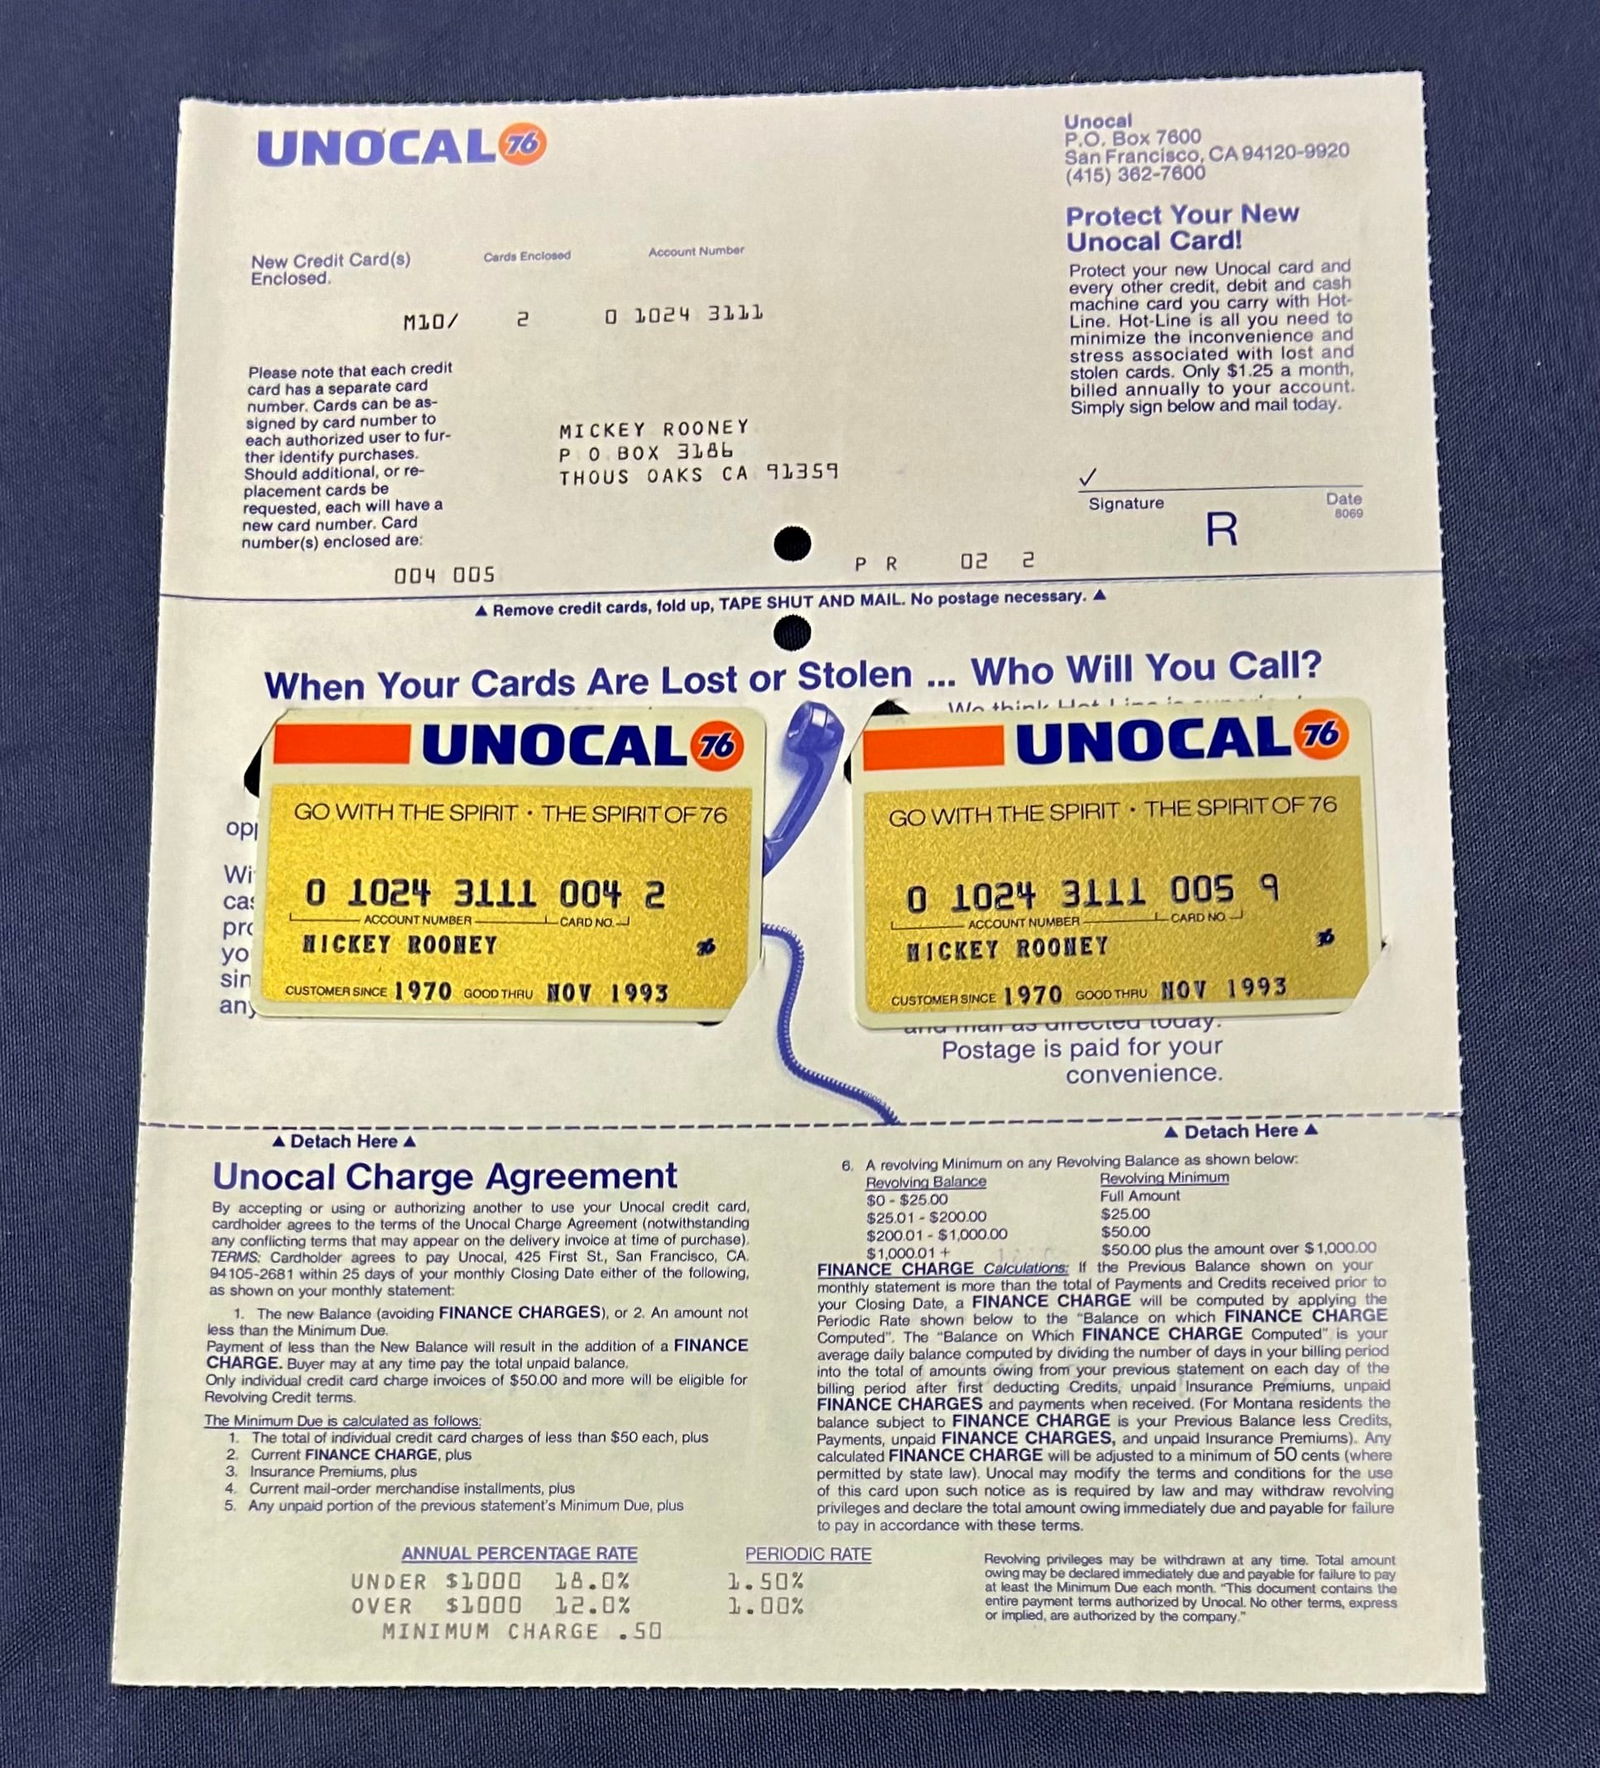 UNOCAL 76
Unocal
P.O. Box 7600
San Francisco, CA 94120-9920
(415) 362-7600
Protect Your New
Unocal Card!
Protect your new Unocal card and
every other credit, debit and cash
machine card you carry with Hot-
Line. Hot-Line is all you need to
minimize the inconvenience and
stress associated with lost and
stolen cards. Only $1.25 a month,
billed annually to your account.
Simply sign below and mail today.
✓
Signature
Date
8069
R
New Credit Card(s)
Enclosed.
Cards Enclosed
Account Number
M10/ 2 0 1024 3111
Please note that each credit
card has a separate card
number. Cards can be as-
signed by card number to
each authorized user to fur-
ther identify purchases.
Should additional, or re-
placement cards be
requested, each will have a
new card number. Card
number(s) enclosed are:
004 005
MICKEY ROONEY
P O BOX 3186
THOUS OAKS CA 91359
P R 02 2
▲ Remove credit cards, fold up, TAPE SHUT AND MAIL. No postage necessary. ▲
When Your Cards Are Lost or Stolen ... Who Will You Call?
We think Hot-Line is
UNOCAL 76
GO WITH THE SPIRIT • THE SPIRIT OF 76
0 1024 3111 004 2
ACCOUNT NUMBER CARD NO.
MICKEY ROONEY
76
CUSTOMER SINCE 1970 GOOD THRU NOV 1993
UNOCAL 76
GO WITH THE SPIRIT • THE SPIRIT OF 76
0 1024 3111 005 9
ACCOUNT NUMBER CARD NO.
MICKEY ROONEY
76
CUSTOMER SINCE 1970 GOOD THRU NOV 1993
and mail as directed today.
Postage is paid for your
convenience.
▲ Detach Here ▲
▲ Detach Here ▲
Unocal Charge Agreement
By accepting or using or authorizing another to use your Unocal credit card,
cardholder agrees to the terms of the Unocal Charge Agreement (notwithstanding
any conflicting terms that may appear on the delivery invoice at time of purchase).
TERMS: Cardholder agrees to pay Unocal, 425 First St., San Francisco, CA.
94105-2681 within 25 days of your monthly Closing Date either of the following,
as shown on your monthly statement:
1. The new Balance (avoiding FINANCE CHARGES), or 2. An amount not
less than the Minimum Due.
Payment of less than the New Balance will result in the addition of a FINANCE
CHARGE. Buyer may at any time pay the total unpaid balance.
Only individual credit card charge invoices of $50.00 and more will be eligible for
Revolving Credit terms.
The Minimum Due is calculated as follows:
1. The total of individual credit card charges of less than $50 each, plus
2. Current FINANCE CHARGE, plus
3. Insurance Premiums, plus
4. Current mail-order merchandise installments, plus
5. Any unpaid portion of the previous statement's Minimum Due, plus
6. A revolving Minimum on any Revolving Balance as shown below:
Revolving Balance Revolving Minimum
$0 - $25.00 Full Amount
$25.01 - $200.00 $25.00
$200.01 - $1,000.00 $50.00
$1,000.01 + $50.00 plus the amount over $1,000.00
FINANCE CHARGE Calculations: If the Previous Balance shown on your
monthly statement is more than the total of Payments and Credits received prior to
your Closing Date, a FINANCE CHARGE will be computed by applying the
Periodic Rate shown below to the "Balance on which FINANCE CHARGE
Computed". The "Balance on Which FINANCE CHARGE Computed" is your
average daily balance computed by dividing the number of days in your billing period
into the total of amounts owing from your previous statement on each day of the
billing period after first deducting Credits, unpaid Insurance Premiums, unpaid
FINANCE CHARGES and payments when received. (For Montana residents the
balance subject to FINANCE CHARGE is your Previous Balance less Credits,
Payments, unpaid FINANCE CHARGES, and unpaid Insurance Premiums). Any
calculated FINANCE CHARGE will be adjusted to a minimum of 50 cents (where
permitted by state law). Unocal may modify the terms and conditions for the use
of this card upon such notice as is required by law and may withdraw revolving
privileges and declare the total amount owing immediately due and payable for failure
to pay in accordance with these terms.
ANNUAL PERCENTAGE RATE PERIODIC RATE
UNDER $1000 18.0% 1.50%
OVER $1000 12.0% 1.00%
MINIMUM CHARGE .50
Revolving privileges may be withdrawn at any time. Total amount
owing may be declared immediately due and payable for failure to pay
at least the Minimum Due each month. "This document contains the
entire payment terms authorized by Unocal. No other terms, express
or implied, are authorized by the company."